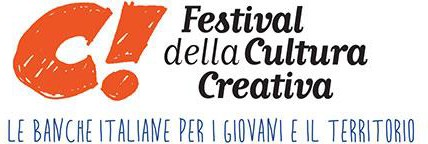 C! Festival
della Cultura
Creativa
LE BANCHE ITALIANE PER I GIOVANI E IL TERRITORIO